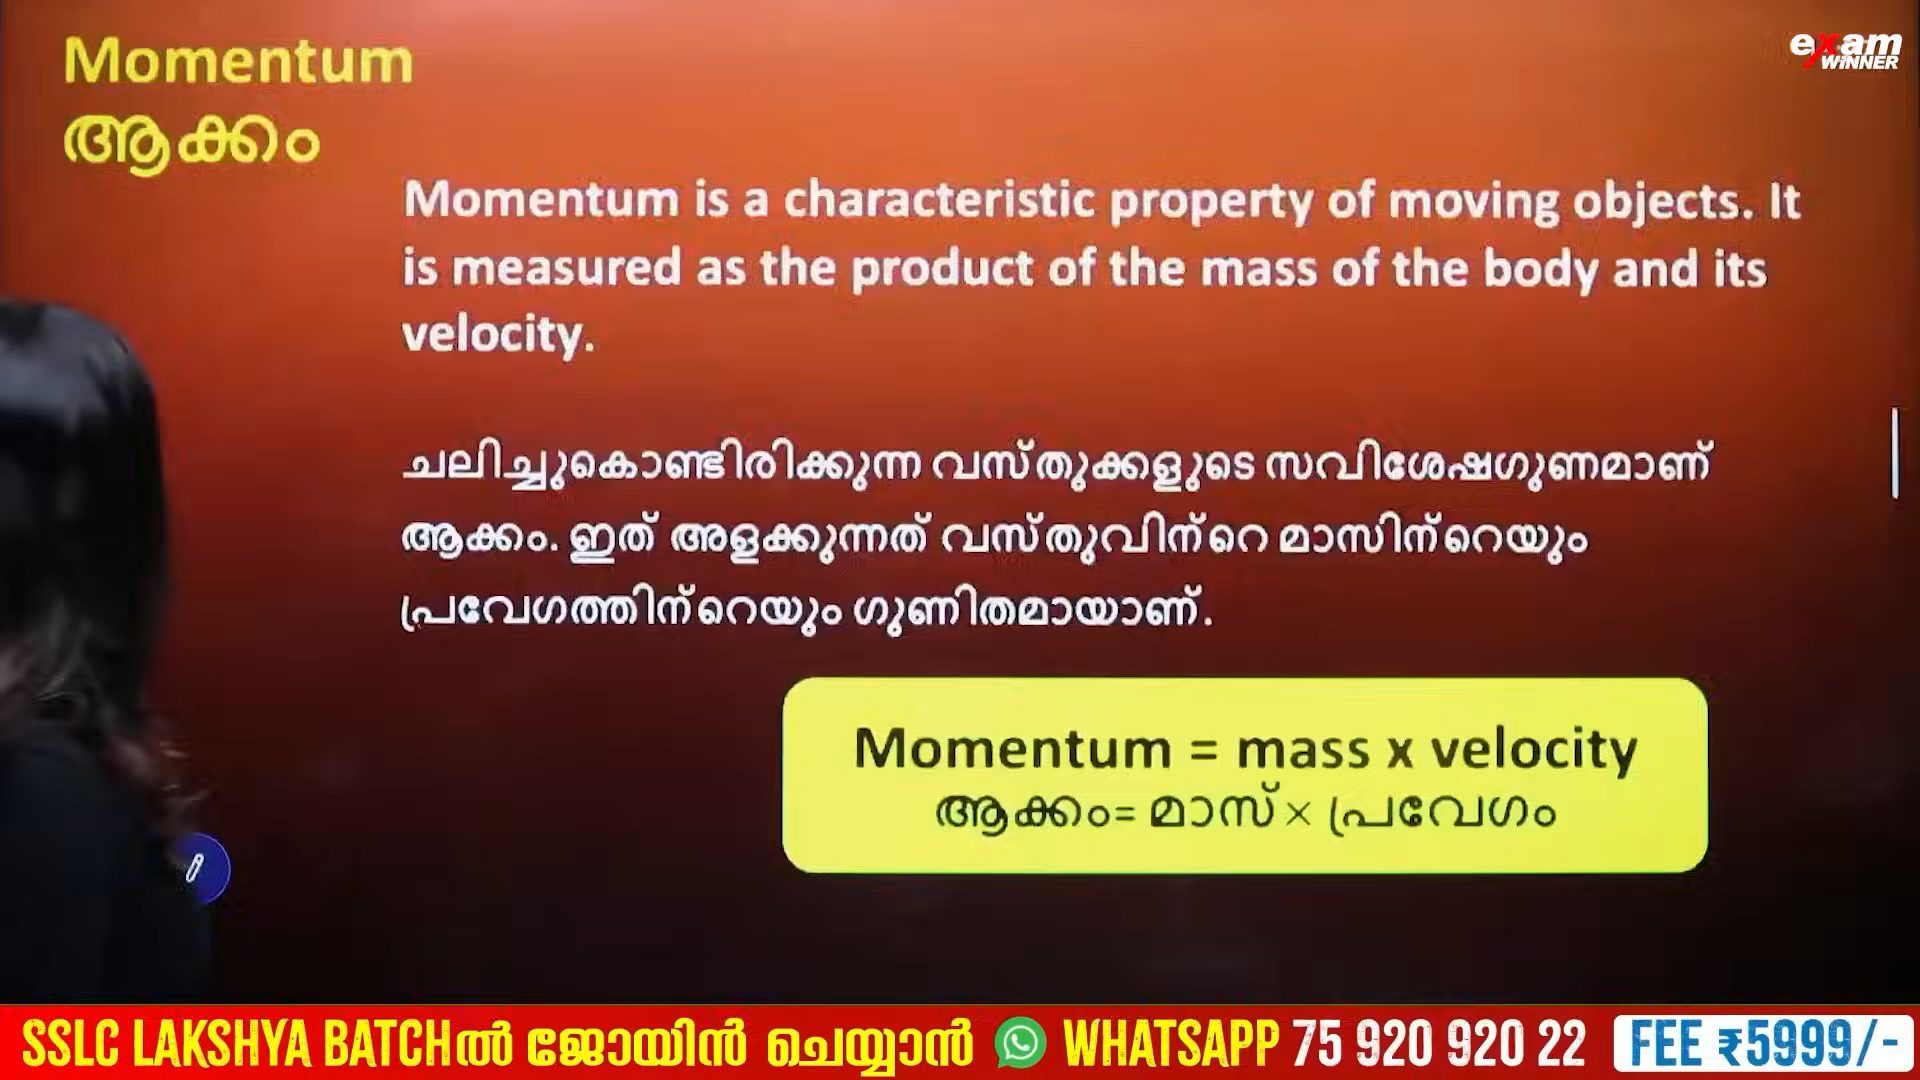 Momentum
ആക്കം
exam
WINNER
Momentum is a characteristic property of moving objects. It
is measured as the product of the mass of the body and its
velocity.
ചലിച്ചുകൊണ്ടിരിക്കുന്ന വസ്തുക്കളുടെ സവിശേഷഗുണമാണ്
ആക്കം. ഇത് അളക്കുന്നത് വസ്തുവിന്റെ മാസിന്റെയും
പ്രവേഗത്തിന്റെയും ഗുണിതമായാണ്.
Momentum = mass x velocity
ആക്കം= മാസ് × പ്രവേഗം
SSLC LAKSHYA BATCHൽ ജോയിൻ ചെയ്യാൻ WHATSAPP 75 920 920 22 FEE ₹5999/-